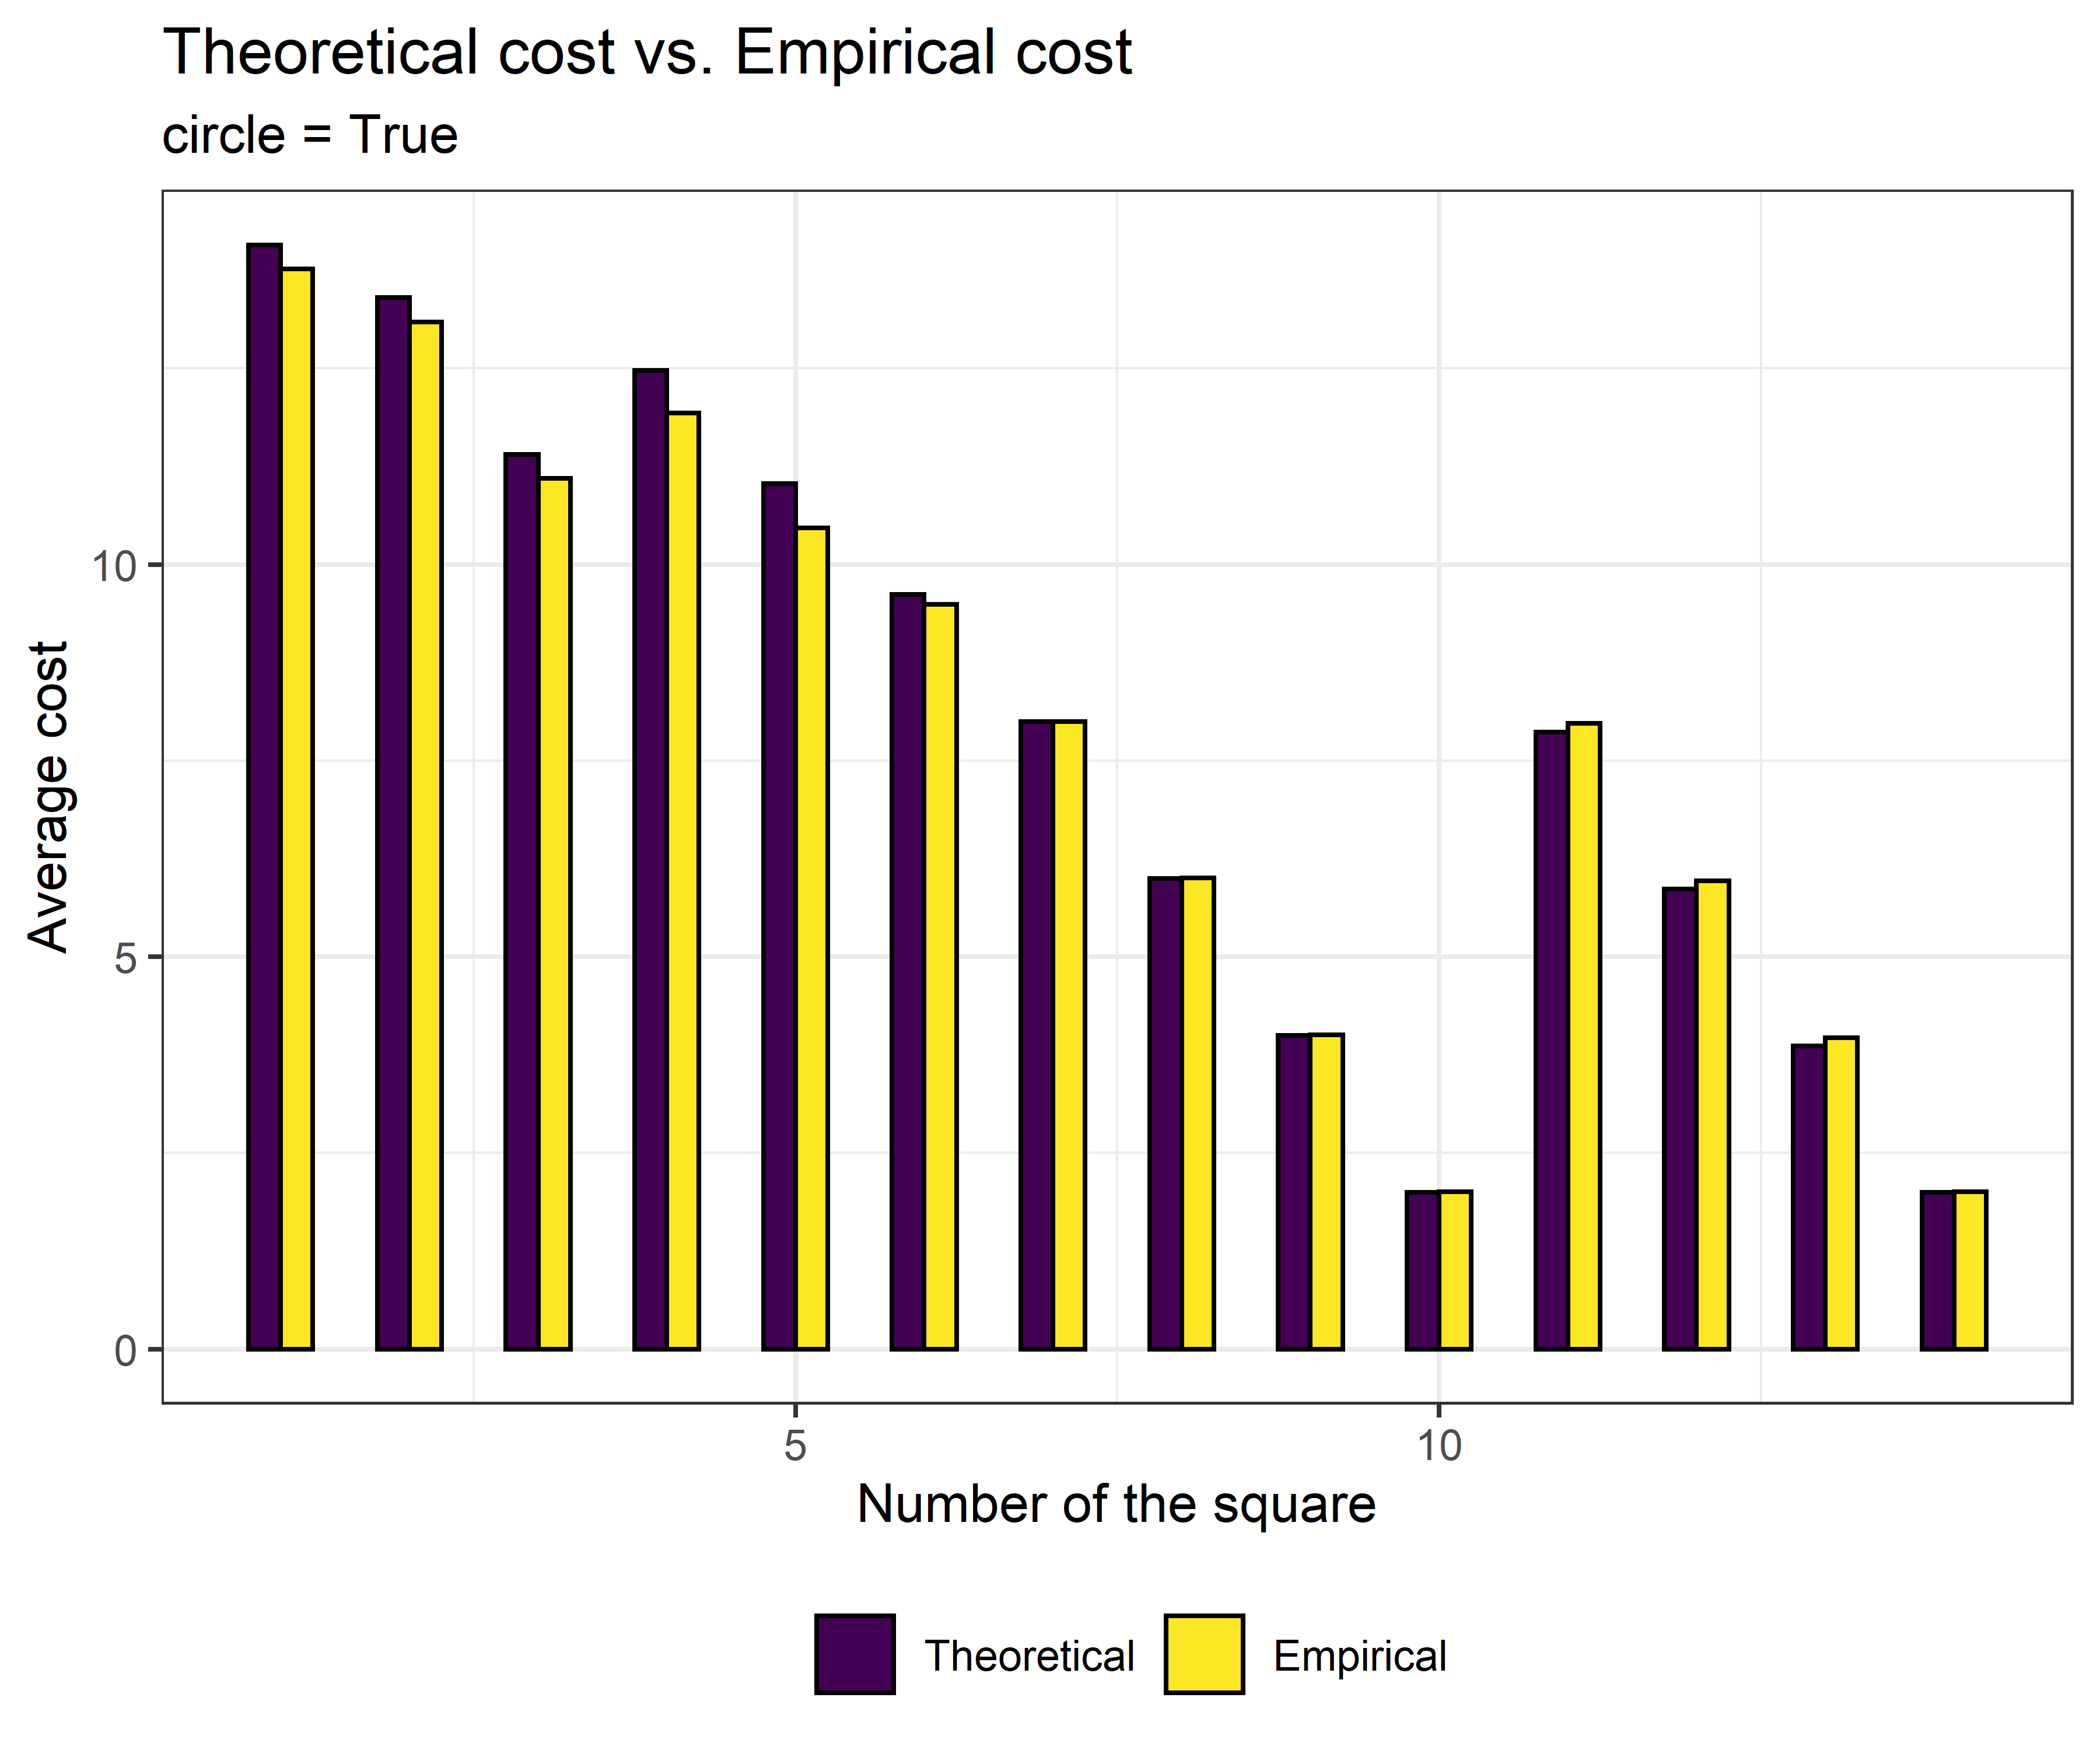 Theoretical cost vs. Empirical cost
circle = True
Average cost
10
5
0
5
10
Number of the square
Theoretical
Empirical